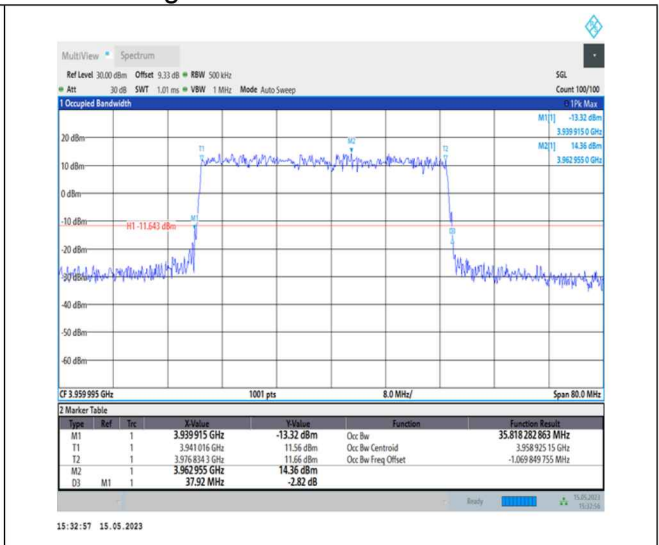 MultiView Spectrum
Ref Level 30.00 dBm Offset 9.33 dB RBW 500 kHz SGL
Att 30 dB SWT 1.01 ms VBW 1 MHz Mode Auto Sweep Count 100/100
1 Occupied Bandwidth 1Pk Max
M1[1] -13.32 dBm
3.939 915 0 GHz
M2[1] 14.36 dBm
3.962 955 0 GHz
20 dBm
T1 M2 T2
10 dBm
0 dBm
-10 dBm
H1 -11.643 dBm M1
D3
-20 dBm
-30 dBm
-40 dBm
-50 dBm
-60 dBm
CF 3.959 995 GHz 1001 pts 8.0 MHz/ Span 80.0 MHz
2 Marker Table
Type Ref Trc X-Value Y-Value Function Function Result
M1 1 3.939 915 GHz -13.32 dBm Occ Bw 35.818 282 863 MHz
T1 1 3.941 016 GHz 11.56 dBm Occ Bw Centroid 3.958 925 15 GHz
T2 1 3.976 834 3 GHz 11.66 dBm Occ Bw Freq Offset -1.069 849 755 MHz
M2 1 3.962 955 GHz 14.36 dBm
D3 M1 1 37.92 MHz -2.82 dB
Ready 15.05.2023
15:32:56
15:32:57 15.05.2023